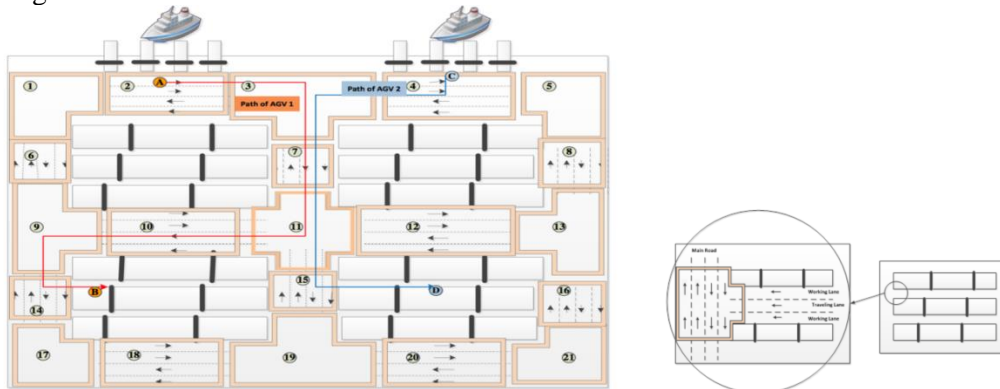 A
C
1
2
3
4
5
Path of AGV 1
Path of AGV 2
6
7
8
9
10
11
12
13
14
B
15
D
16
17
18
19
20
21
Main Road
Working Lane
Traveling Lane
Working Lane